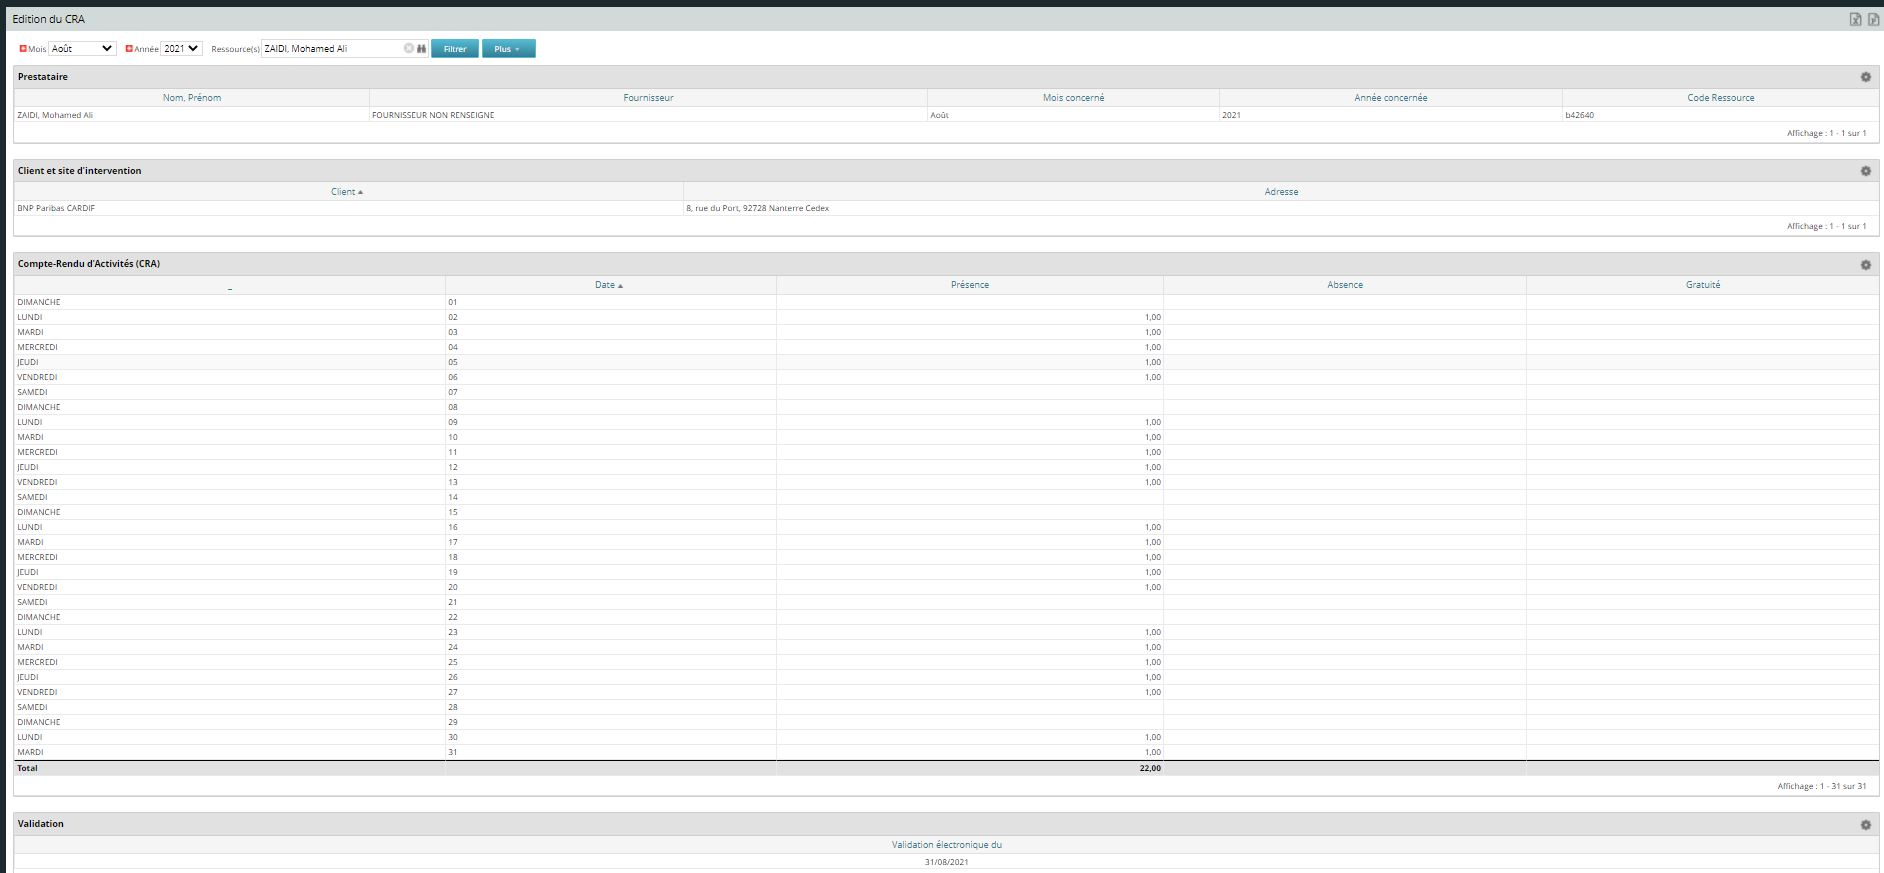 Edition du CRA
Mois Août Année 2021 Ressource(s) ZAIDI, Mohamed Ali Filtrer Plus
Prestataire
Nom, Prénom Fournisseur Mois concerné Année concernée Code Ressource
ZAIDI, Mohamed Ali FOURNISSEUR NON RENSEIGNE Août 2021 b42640
Affichage : 1 - 1 sur 1
Client et site d'intervention
Client Adresse
BNP Paribas CARDIF 8, rue du Port, 92728 Nanterre Cedex
Affichage : 1 - 1 sur 1
Compte-Rendu d'Activités (CRA)
_ Date Présence Absence Gratuité
DIMANCHE 01
LUNDI 02 1,00
MARDI 03 1,00
MERCREDI 04 1,00
JEUDI 05 1,00
VENDREDI 06 1,00
SAMEDI 07
DIMANCHE 08
LUNDI 09 1,00
MARDI 10 1,00
MERCREDI 11 1,00
JEUDI 12 1,00
VENDREDI 13 1,00
SAMEDI 14
DIMANCHE 15
LUNDI 16 1,00
MARDI 17 1,00
MERCREDI 18 1,00
JEUDI 19 1,00
VENDREDI 20 1,00
SAMEDI 21
DIMANCHE 22
LUNDI 23 1,00
MARDI 24 1,00
MERCREDI 25 1,00
JEUDI 26 1,00
VENDREDI 27 1,00
SAMEDI 28
DIMANCHE 29
LUNDI 30 1,00
MARDI 31 1,00
Total 22,00
Affichage : 1 - 31 sur 31
Validation
Validation électronique du
31/08/2021